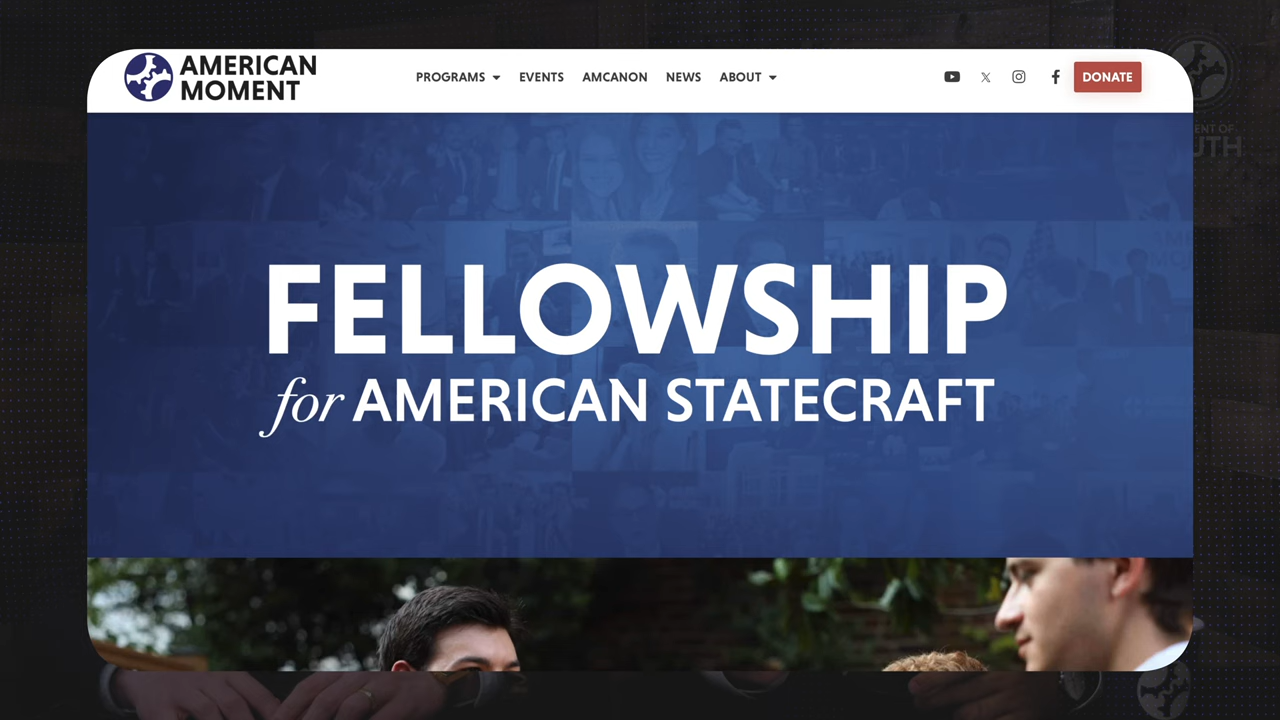 AMERICAN
MOMENT
PROGRAMS EVENTS AMCANON NEWS ABOUT DONATE
FELLOWSHIP
for AMERICAN STATECRAFT